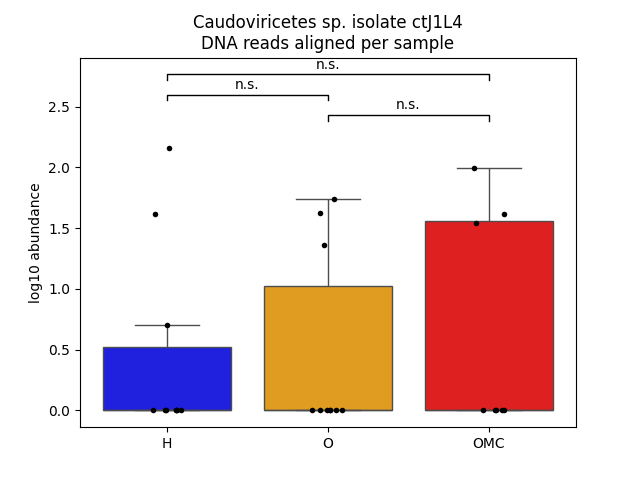 Caudoviricetes sp. isolate ctJ1L4
DNA reads aligned per sample
n.s.
n.s.
n.s.
log10 abundance
2.5
2.0
1.5
1.0
0.5
0.0
H O OMC